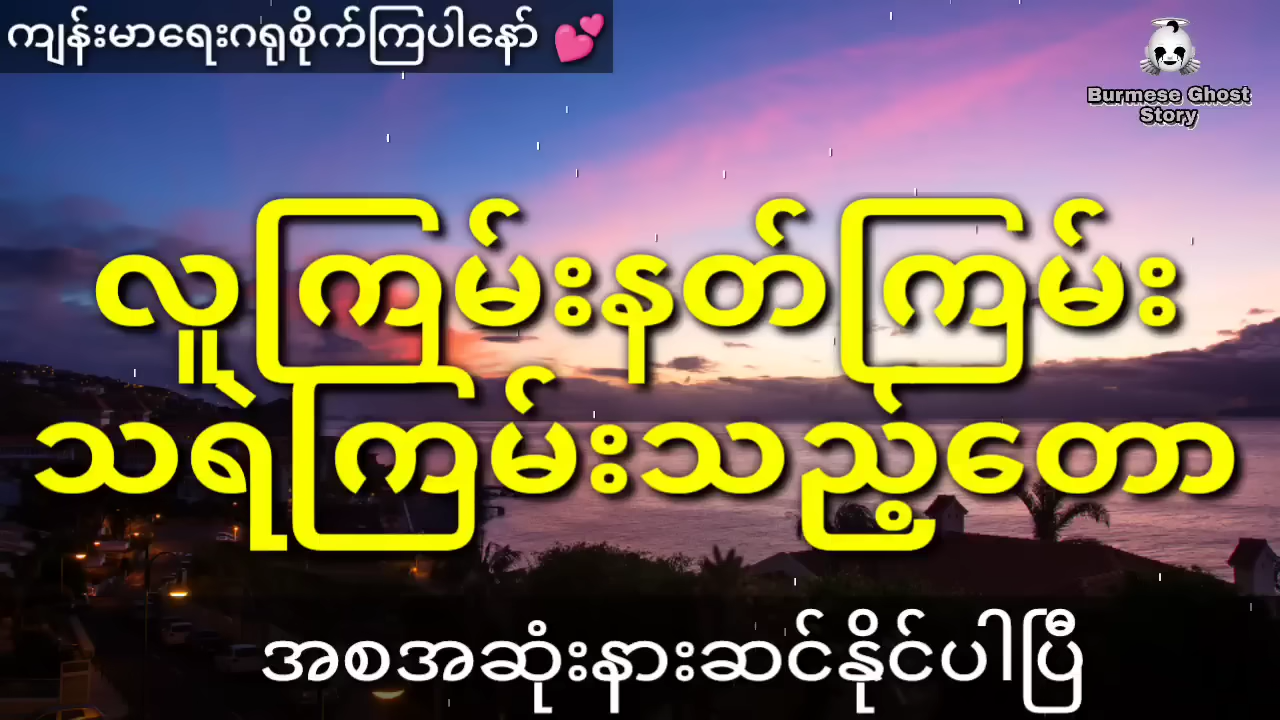 ကျန်းမာရေးဂရုစိုက်ကြပါနော် 💕
Burmese Ghost
Story
လူကြမ်းနတ်ကြမ်း
သရဲကြမ်းသည့်တော
အစအဆုံးနားဆင်နိုင်ပါပြီ